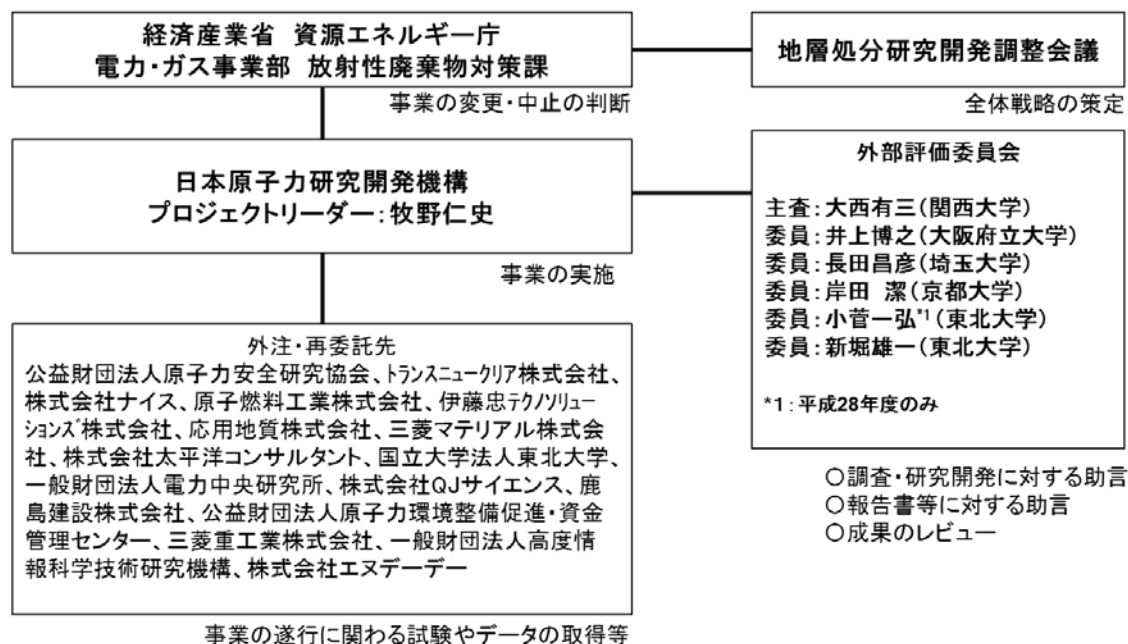 経済産業省 資源エネルギー庁
電力・ガス事業部 放射性廃棄物対策課
事業の変更・中止の判断
地層処分研究開発調整会議
全体戦略の策定
日本原子力研究開発機構
プロジェクトリーダー:牧野仁史
事業の実施
外部評価委員会
主査:大西有三(関西大学)
委員:井上博之(大阪府立大学)
委員:長田昌彦(埼玉大学)
委員:岸田 潔(京都大学)
委員:小菅一弘*1(東北大学)
委員:新堀雄一(東北大学)
*1:平成28年度のみ
○調査・研究開発に対する助言
○報告書等に対する助言
○成果のレビュー
外注・再委託先
公益財団法人原子力安全研究協会、トランスニュークリア株式会社、
株式会社ナイス、原子燃料工業株式会社、伊藤忠テクノソリュー
ションズ株式会社、応用地質株式会社、三菱マテリアル株式会
社、株式会社太平洋コンサルタント、国立大学法人東北大学、
一般財団法人電力中央研究所、株式会社QJサイエンス、鹿
島建設株式会社、公益財団法人原子力環境整備促進・資金
管理センター、三菱重工業株式会社、一般財団法人高度情
報科学技術研究機構、株式会社エヌデーデー
事業の遂行に関わる試験やデータの取得等